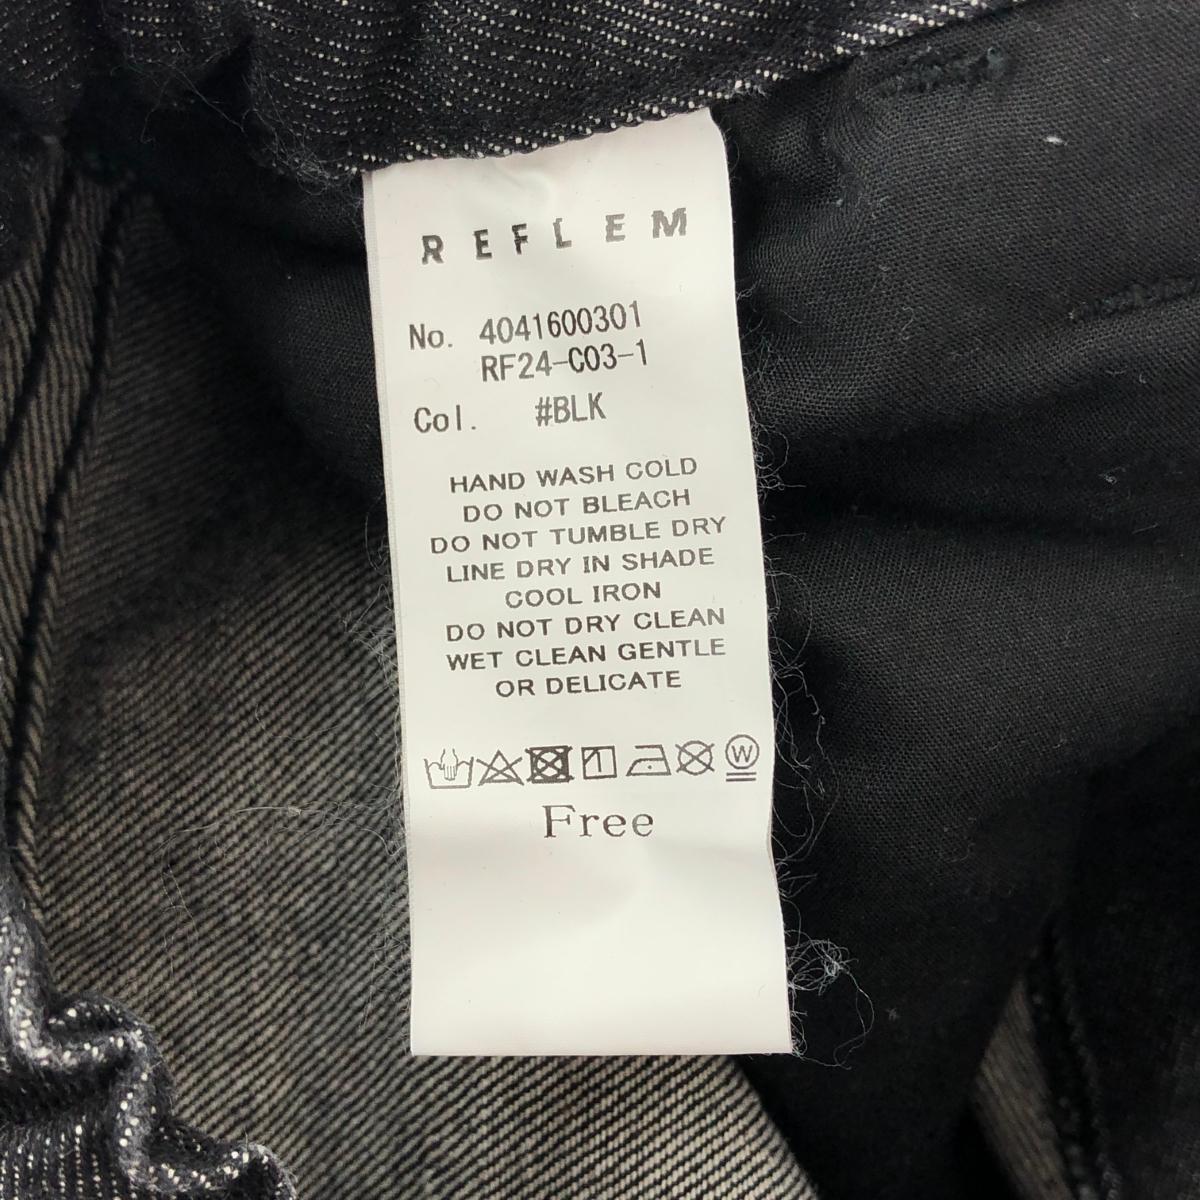 REFLEM
No. 4041600301
RF24-C03-1
Col. #BLK
HAND WASH COLD
DO NOT BLEACH
DO NOT TUMBLE DRY
LINE DRY IN SHADE
COOL IRON
DO NOT DRY CLEAN
WET CLEAN GENTLE
OR DELICATE
W
Free